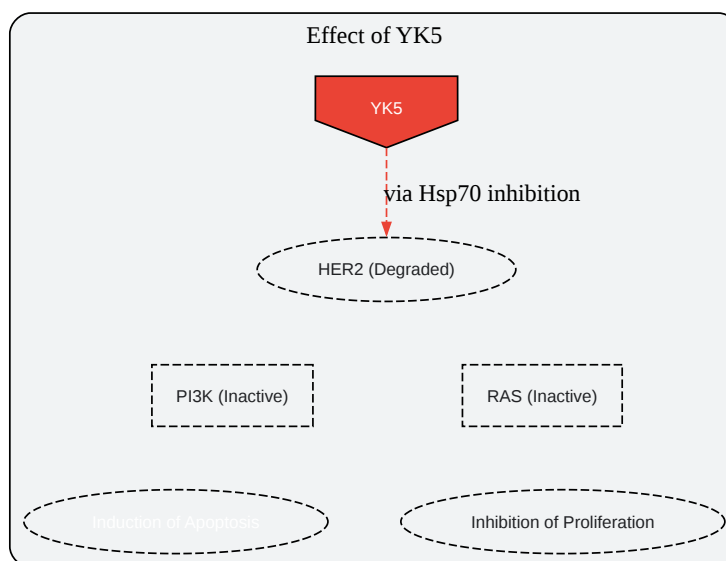 Effect of YK5
YK5
via Hsp70 inhibition
HER2 (Degraded)
PI3K (Inactive)
RAS (Inactive)
Induction of Apoptosis
Inhibition of Proliferation